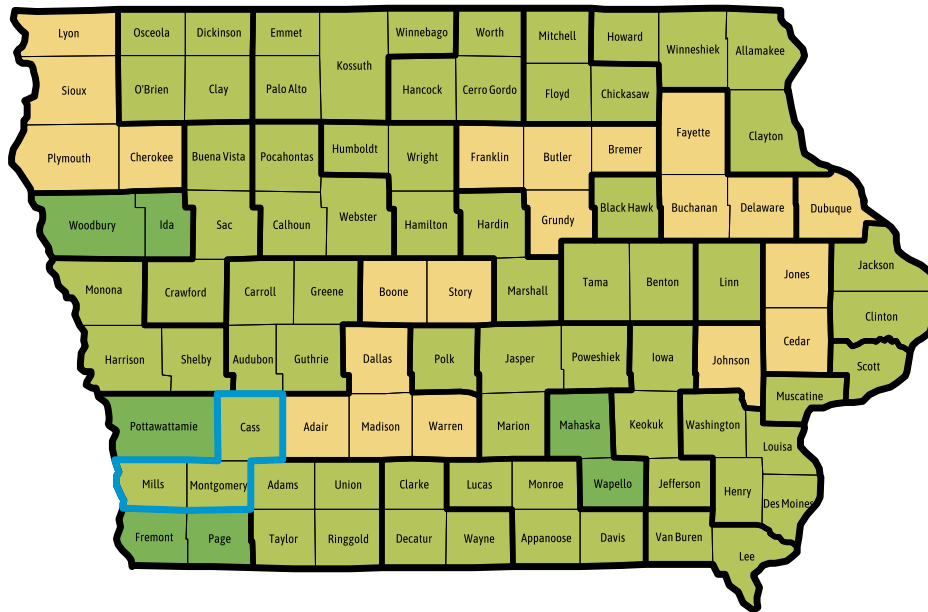 Lyon
Osceola
Dickinson
Emmet
Kossuth
Winnebago
Worth
Mitchell
Howard
Winneshiek
Allamakee
Sioux
O'Brien
Clay
Palo Alto
Hancock
Cerro Gordo
Floyd
Chickasaw
Fayette
Clayton
Plymouth
Cherokee
Buena Vista
Pocahontas
Humboldt
Wright
Franklin
Butler
Bremer
Woodbury
Ida
Sac
Calhoun
Webster
Hamilton
Hardin
Grundy
Black Hawk
Buchanan
Delaware
Dubuque
Monona
Crawford
Carroll
Greene
Boone
Story
Marshall
Tama
Benton
Linn
Jones
Jackson
Clinton
Harrison
Shelby
Audubon
Guthrie
Dallas
Polk
Jasper
Poweshiek
Iowa
Johnson
Cedar
Scott
Muscatine
Pottawattamie
Cass
Adair
Madison
Warren
Marion
Mahaska
Keokuk
Washington
Louisa
Mills
Montgomery
Adams
Union
Clarke
Lucas
Monroe
Wapello
Jefferson
Henry
Des Moines
Fremont
Page
Taylor
Ringgold
Decatur
Wayne
Appanoose
Davis
Van Buren
Lee